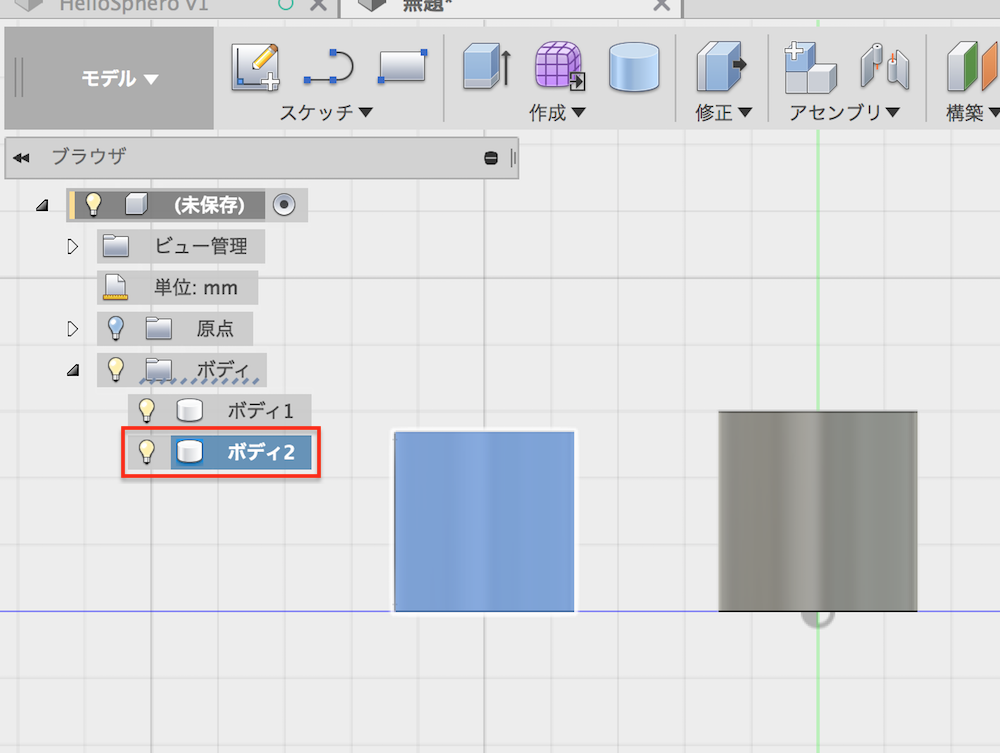 HelloSphero v1
無題*
モデル
スケッチ
作成
修正
アセンブリ
構築
ブラウザ
(未保存)
ビュー管理
単位: mm
原点
ボディ
ボディ1
ボディ2